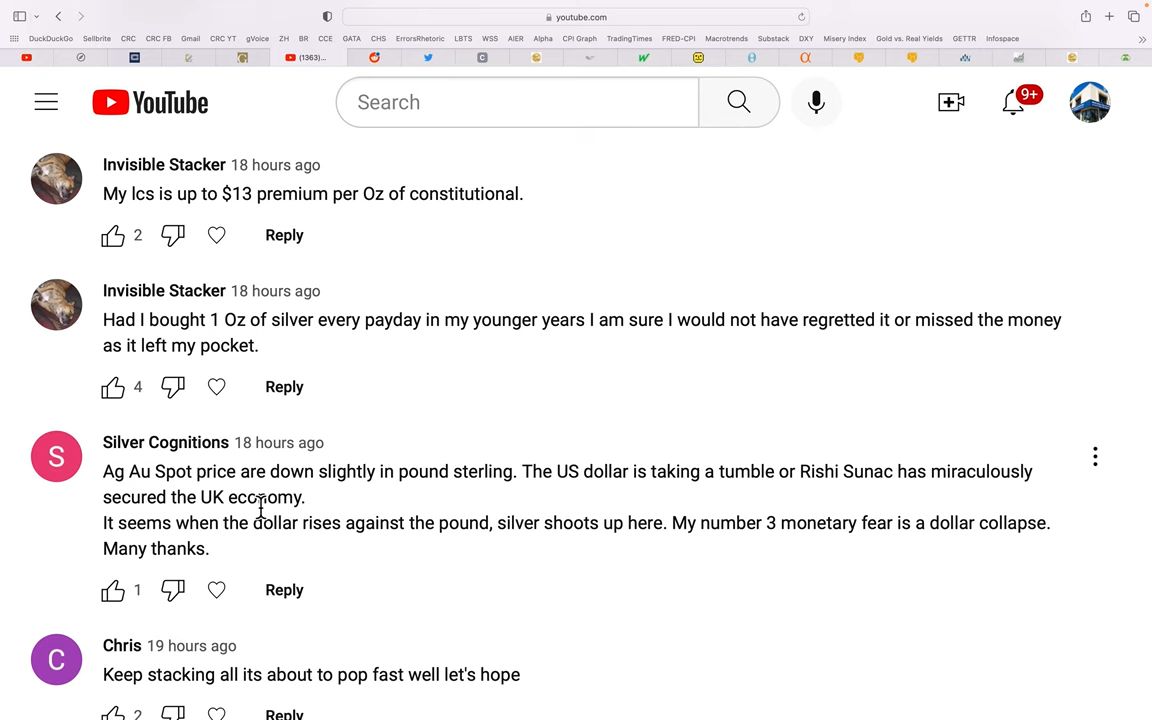 youtube.com
DuckDuckGo Sellbrite CRC CRC FB Gmail CRC YT gVoice ZH BR CCE GATA CHS ErrorsRhetoric LBTS WSS AIER Alpha CPI Graph TradingTimes FRED-CPI Macrotrends Substack DXY Misery Index Gold vs. Real Yields GETTR Infospace
(1363)...
YouTube
Search
9+
Invisible Stacker 18 hours ago
My lcs is up to $13 premium per Oz of constitutional.
2 Reply
Invisible Stacker 18 hours ago
Had I bought 1 Oz of silver every payday in my younger years I am sure I would not have regretted it or missed the money
as it left my pocket.
4 Reply
S
Silver Cognitions 18 hours ago
Ag Au Spot price are down slightly in pound sterling. The US dollar is taking a tumble or Rishi Sunac has miraculously
secured the UK economy.
It seems when the dollar rises against the pound, silver shoots up here. My number 3 monetary fear is a dollar collapse.
Many thanks.
1 Reply
C
Chris 19 hours ago
Keep stacking all its about to pop fast well let's hope
2 Reply